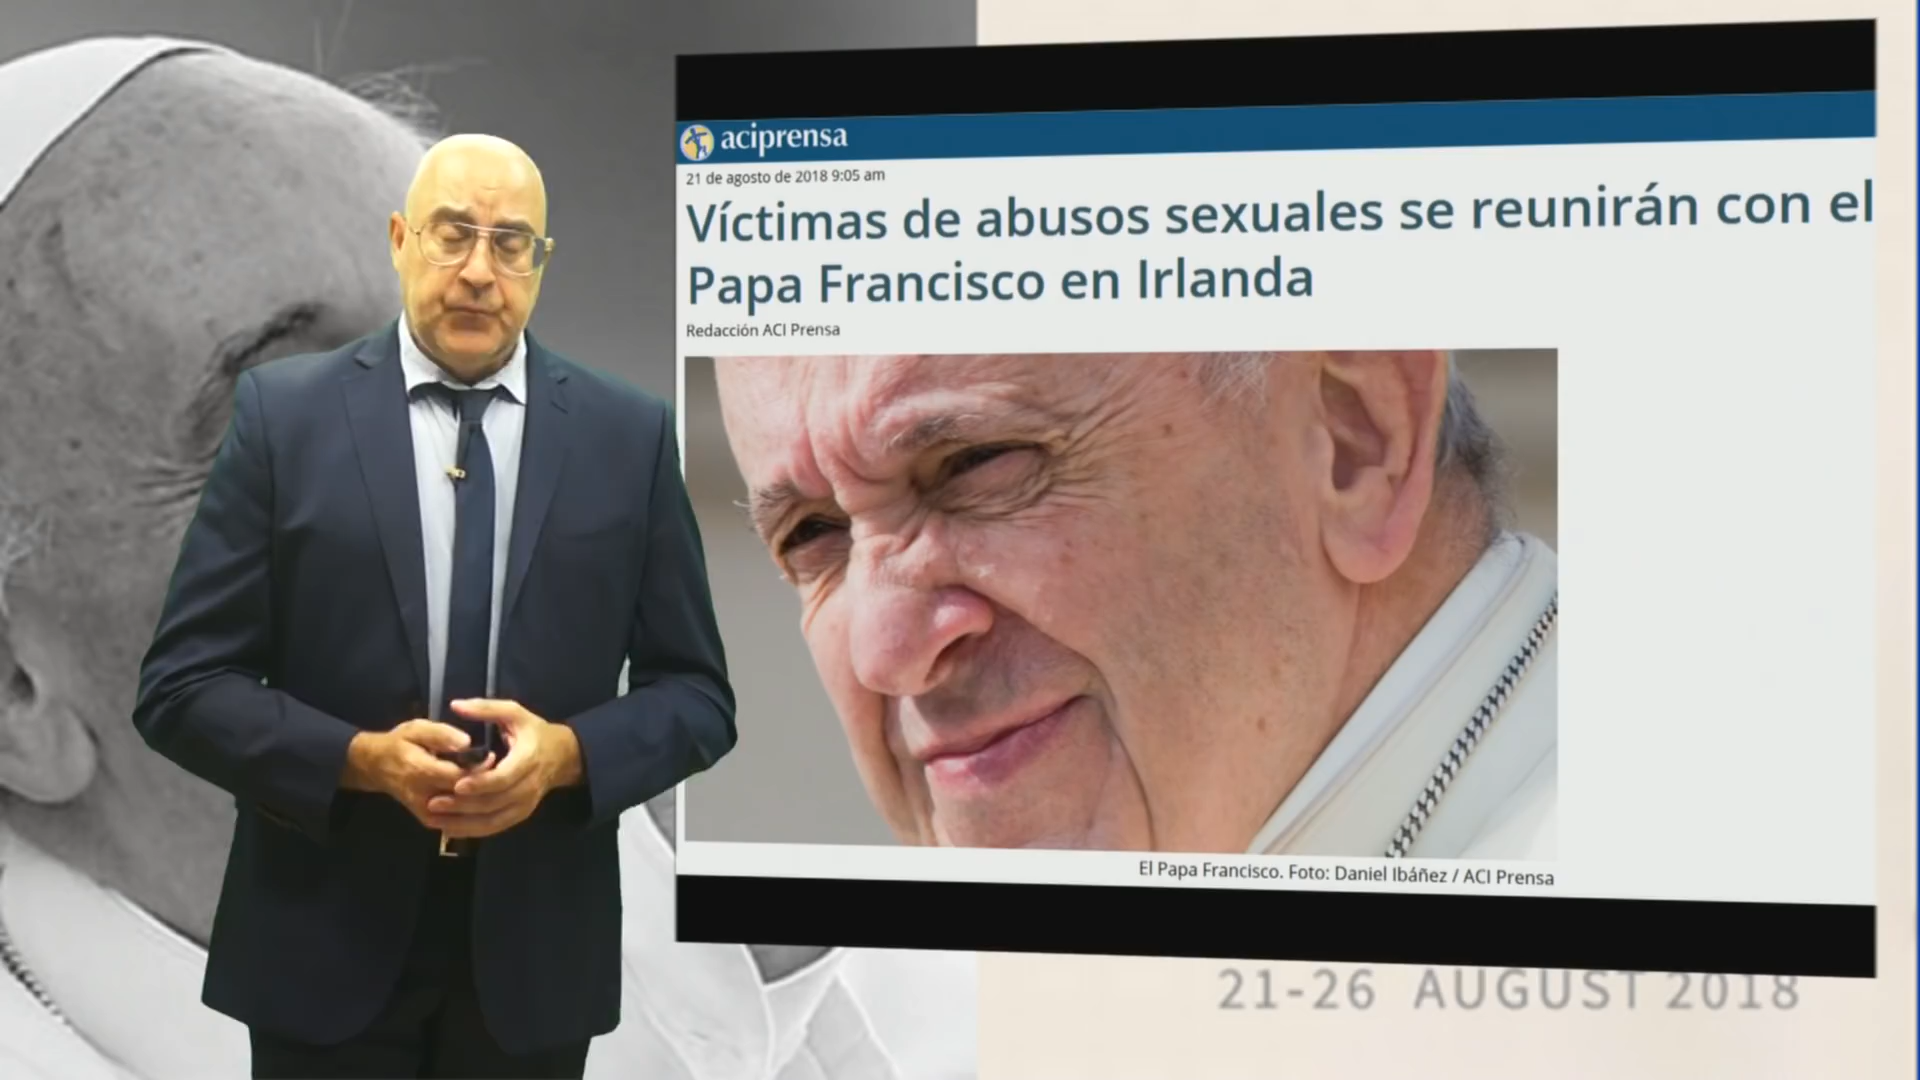 aciprensa
21 de agosto de 2018 9:05 am
Víctimas de abusos sexuales se reunirán con el
Papa Francisco en Irlanda
Redacción ACI Prensa
El Papa Francisco. Foto: Daniel Ibáñez / ACI Prensa
21-26 AUGUST 2018